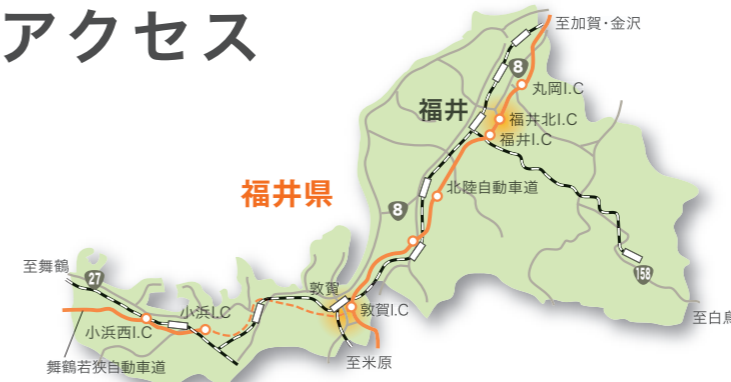 アクセス
至加賀・金沢
8
丸岡I.C
福井
福井北I.C
福井I.C
福井県
北陸自動車道
8
至舞鶴
27
敦賀
158
小浜I.C
敦賀I.C
至白鳥
小浜西I.C
至米原
舞鶴若狭自動車道